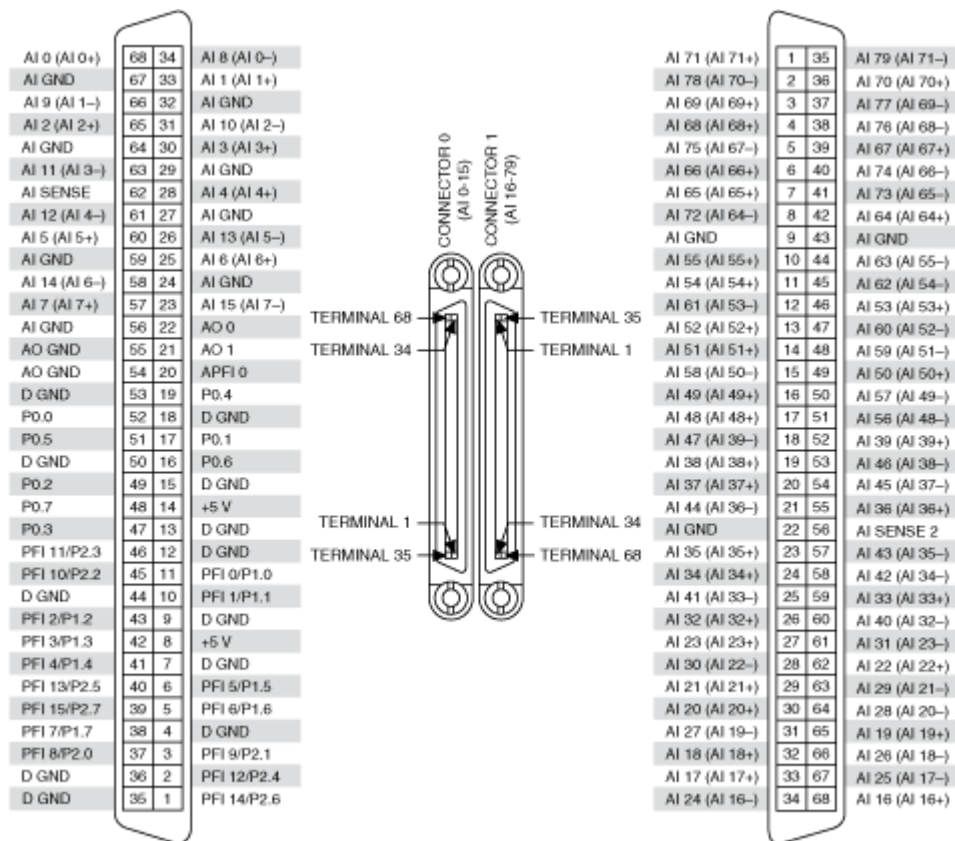 AI 0 (AI 0+) 68 34 AI 8 (AI 0–)
AI GND 67 33 AI 1 (AI 1+)
AI 9 (AI 1–) 66 32 AI GND
AI 2 (AI 2+) 65 31 AI 10 (AI 2–)
AI GND 64 30 AI 3 (AI 3+)
AI 11 (AI 3–) 63 29 AI GND
AI SENSE 62 28 AI 4 (AI 4+)
AI 12 (AI 4–) 61 27 AI GND
AI 5 (AI 5+) 60 26 AI 13 (AI 5–)
AI GND 59 25 AI 6 (AI 6+)
AI 14 (AI 6–) 58 24 AI GND
AI 7 (AI 7+) 57 23 AI 15 (AI 7–)
AI GND 56 22 AO 0
AO GND 55 21 AO 1
AO GND 54 20 APFI 0
D GND 53 19 P0.4
P0.0 52 18 D GND
P0.5 51 17 P0.1
D GND 50 16 P0.6
P0.2 49 15 D GND
P0.7 48 14 +5 V
P0.3 47 13 D GND
PFI 11/P2.3 46 12 D GND
PFI 10/P2.2 45 11 PFI 0/P1.0
D GND 44 10 PFI 1/P1.1
PFI 2/P1.2 43 9 D GND
PFI 3/P1.3 42 8 +5 V
PFI 4/P1.4 41 7 D GND
PFI 13/P2.5 40 6 PFI 5/P1.5
PFI 15/P2.7 39 5 PFI 6/P1.6
PFI 7/P1.7 38 4 D GND
PFI 8/P2.0 37 3 PFI 9/P2.1
D GND 36 2 PFI 12/P2.4
D GND 35 1 PFI 14/P2.6
CONNECTOR 0
(AI 0-15)
CONNECTOR 1
(AI 16-79)
TERMINAL 68
TERMINAL 35
TERMINAL 34
TERMINAL 1
TERMINAL 1
TERMINAL 34
TERMINAL 35
TERMINAL 68
AI 71 (AI 71+) 1 35 AI 79 (AI 71–)
AI 78 (AI 70–) 2 36 AI 70 (AI 70+)
AI 69 (AI 69+) 3 37 AI 77 (AI 69–)
AI 68 (AI 68+) 4 38 AI 76 (AI 68–)
AI 75 (AI 67–) 5 39 AI 67 (AI 67+)
AI 66 (AI 66+) 6 40 AI 74 (AI 66–)
AI 65 (AI 65+) 7 41 AI 73 (AI 65–)
AI 72 (AI 64–) 8 42 AI 64 (AI 64+)
AI GND 9 43 AI GND
AI 55 (AI 55+) 10 44 AI 63 (AI 55–)
AI 54 (AI 54+) 11 45 AI 62 (AI 54–)
AI 61 (AI 53–) 12 46 AI 53 (AI 53+)
AI 52 (AI 52+) 13 47 AI 60 (AI 52–)
AI 51 (AI 51+) 14 48 AI 59 (AI 51–)
AI 58 (AI 50–) 15 49 AI 50 (AI 50+)
AI 49 (AI 49+) 16 50 AI 57 (AI 49–)
AI 48 (AI 48+) 17 51 AI 56 (AI 48–)
AI 47 (AI 39–) 18 52 AI 39 (AI 39+)
AI 38 (AI 38+) 19 53 AI 46 (AI 38–)
AI 37 (AI 37+) 20 54 AI 45 (AI 37–)
AI 44 (AI 36–) 21 55 AI 36 (AI 36+)
AI GND 22 56 AI SENSE 2
AI 35 (AI 35+) 23 57 AI 43 (AI 35–)
AI 34 (AI 34+) 24 58 AI 42 (AI 34–)
AI 41 (AI 33–) 25 59 AI 33 (AI 33+)
AI 32 (AI 32+) 26 60 AI 40 (AI 32–)
AI 23 (AI 23+) 27 61 AI 31 (AI 23–)
AI 30 (AI 22–) 28 62 AI 22 (AI 22+)
AI 21 (AI 21+) 29 63 AI 29 (AI 21–)
AI 20 (AI 20+) 30 64 AI 28 (AI 20–)
AI 27 (AI 19–) 31 65 AI 19 (AI 19+)
AI 18 (AI 18+) 32 66 AI 26 (AI 18–)
AI 17 (AI 17+) 33 67 AI 25 (AI 17–)
AI 24 (AI 16–) 34 68 AI 16 (AI 16+)